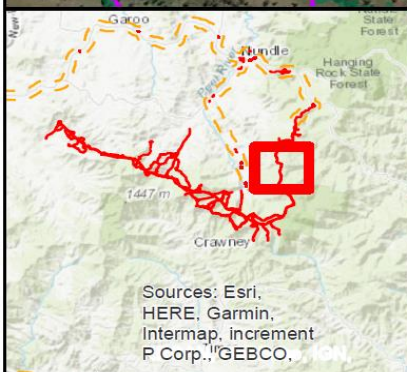 Garoo
State
Forest
Nundle
Peel River
Hanging
Rock State
Forest
1447 m
Crawney
Sources: Esri,
HERE, Garmin,
Intermap, increment
P Corp., GEBCO,
IGN,